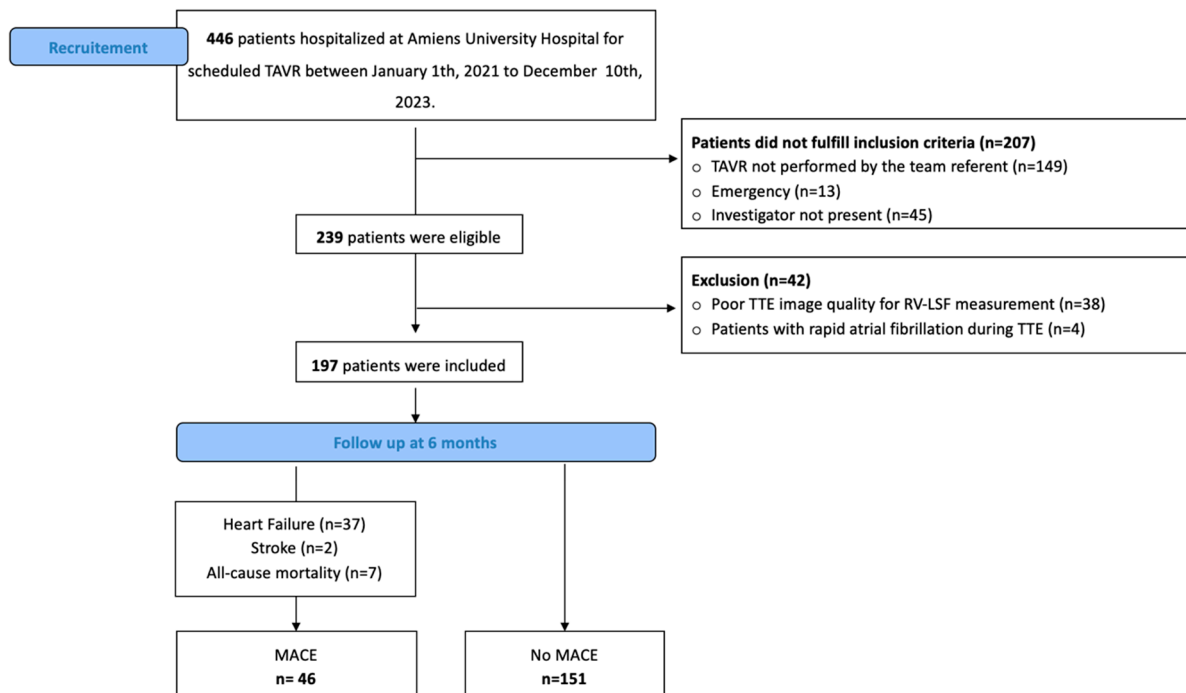 Recruitement
446 patients hospitalized at Amiens University Hospital for
scheduled TAVR between January 1th, 2021 to December 10th,
2023.
Patients did not fulfill inclusion criteria (n=207)
o TAVR not performed by the team referent (n=149)
o Emergency (n=13)
o Investigator not present (n=45)
239 patients were eligible
Exclusion (n=42)
o Poor TTE image quality for RV-LSF measurement (n=38)
o Patients with rapid atrial fibrillation during TTE (n=4)
197 patients were included
Follow up at 6 months
Heart Failure (n=37)
Stroke (n=2)
All-cause mortality (n=7)
MACE
n= 46
No MACE
n=151